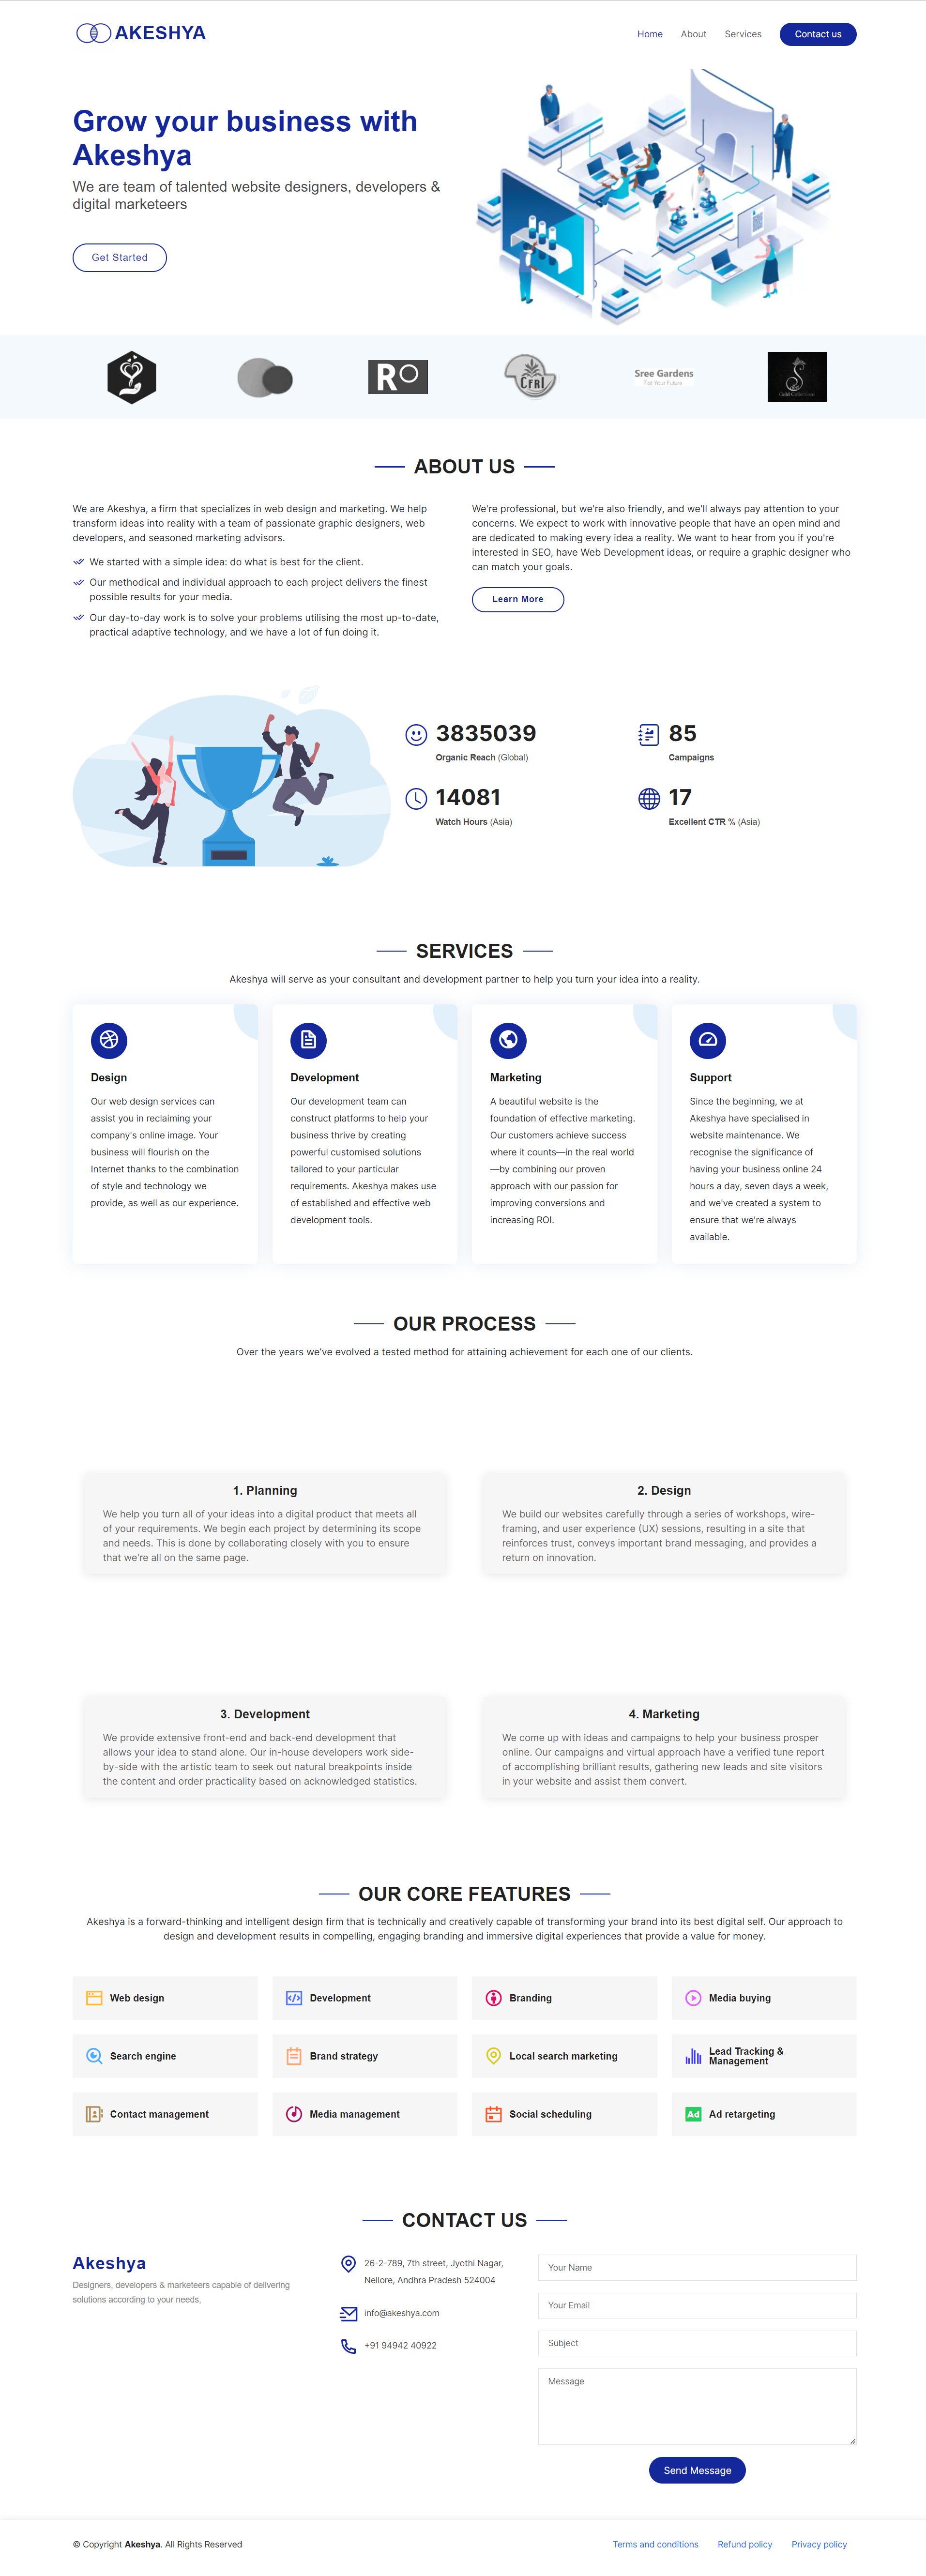 AKESHYA
Home About Services Contact us
Grow your business with
Akeshya
We are team of talented website designers, developers &
digital marketeers
Get Started
RO
CFRI
Sree Gardens
Plot Your Future
Gold Collections
ABOUT US
We are Akeshya, a firm that specializes in web design and marketing. We help
transform ideas into reality with a team of passionate graphic designers, web
developers, and seasoned marketing advisors.
We started with a simple idea: do what is best for the client.
Our methodical and individual approach to each project delivers the finest
possible results for your media.
Our day-to-day work is to solve your problems utilising the most up-to-date,
practical adaptive technology, and we have a lot of fun doing it.
We're professional, but we're also friendly, and we'll always pay attention to your
concerns. We expect to work with innovative people that have an open mind and
are dedicated to making every idea a reality. We want to hear from you if you're
interested in SEO, have Web Development ideas, or require a graphic designer who
can match your goals.
Learn More
3835039
Organic Reach (Global)
85
Campaigns
14081
Watch Hours (Asia)
17
Excellent CTR % (Asia)
SERVICES
Akeshya will serve as your consultant and development partner to help you turn your idea into a reality.
Design
Our web design services can
assist you in reclaiming your
company's online image. Your
business will flourish on the
Internet thanks to the combination
of style and technology we
provide, as well as our experience.
Development
Our development team can
construct platforms to help your
business thrive by creating
powerful customised solutions
tailored to your particular
requirements. Akeshya makes use
of established and effective web
development tools.
Marketing
A beautiful website is the
foundation of effective marketing.
Our customers achieve success
where it counts—in the real world
—by combining our proven
approach with our passion for
improving conversions and
increasing ROI.
Support
Since the beginning, we at
Akeshya have specialised in
website maintenance. We
recognise the significance of
having your business online 24
hours a day, seven days a week,
and we've created a system to
ensure that we're always
available.
OUR PROCESS
Over the years we've evolved a tested method for attaining achievement for each one of our clients.
1. Planning
We help you turn all of your ideas into a digital product that meets all
of your requirements. We begin each project by determining its scope
and needs. This is done by collaborating closely with you to ensure
that we're all on the same page.
2. Design
We build our websites carefully through a series of workshops, wire-
framing, and user experience (UX) sessions, resulting in a site that
reinforces trust, conveys important brand messaging, and provides a
return on innovation.
3. Development
We provide extensive front-end and back-end development that
allows your idea to stand alone. Our in-house developers work side-
by-side with the artistic team to seek out natural breakpoints inside
the content and order practicality based on acknowledged statistics.
4. Marketing
We come up with ideas and campaigns to help your business prosper
online. Our campaigns and virtual approach have a verified tune report
of accomplishing brilliant results, gathering new leads and site visitors
in your website and assist them convert.
OUR CORE FEATURES
Akeshya is a forward-thinking and intelligent design firm that is technically and creatively capable of transforming your brand into its best digital self. Our approach to
design and development results in compelling, engaging branding and immersive digital experiences that provide a value for money.
Web design
Development
Branding
Media buying
Search engine
Brand strategy
Local search marketing
Lead Tracking &
Management
Contact management
Media management
Social scheduling
Ad Ad retargeting
CONTACT US
Akeshya
Designers, developers & marketeers capable of delivering
solutions according to your needs,
26-2-789, 7th street, Jyothi Nagar,
Nellore, Andhra Pradesh 524004
info@akeshya.com
+91 94942 40922
Your Name
Your Email
Subject
Message
Send Message
© Copyright Akeshya. All Rights Reserved
Terms and conditions Refund policy Privacy policy